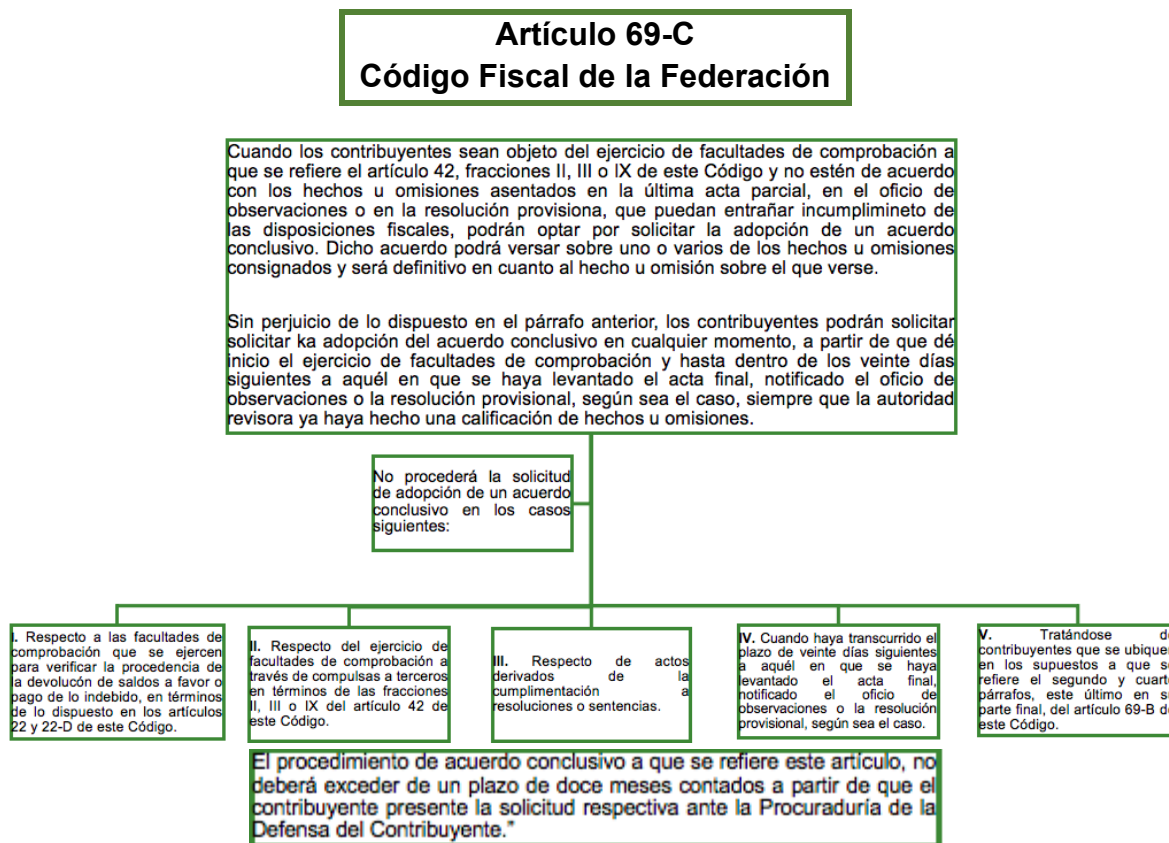 Artículo 69-C
Código Fiscal de la Federación
Cuando los contribuyentes sean objeto del ejercicio de facultades de comprobación a
que se refiere el artículo 42, fracciones II, III o IX de este Código y no estén de acuerdo
con los hechos u omisiones asentados en la última acta parcial, en el oficio de
observaciones o en la resolución provisiona, que puedan entrañar incumplimineto de
las disposiciones fiscales, podrán optar por solicitar la adopción de un acuerdo
conclusivo. Dicho acuerdo podrá versar sobre uno o varios de los hechos u omisiones
consignados y será definitivo en cuanto al hecho u omisión sobre el que verse.
Sin perjuicio de lo dispuesto en el párrafo anterior, los contribuyentes podrán solicitar
solicitar ka adopción del acuerdo conclusivo en cualquier momento, a partir de que dé
inicio el ejercicio de facultades de comprobación y hasta dentro de los veinte días
siguientes a aquél en que se haya levantado el acta final, notificado el oficio de
observaciones o la resolución provisional, según sea el caso, siempre que la autoridad
revisora ya haya hecho una calificación de hechos u omisiones.
No procederá la solicitud
de adopción de un acuerdo
conclusivo en los casos
siguientes:
I. Respecto a las facultades de
comprobación que se ejercen
para verificar la procedencia de
la devolucón de saldos a favor o
pago de lo indebido, en términos
de lo dispuesto en los artículos
22 y 22-D de este Código.
II. Respecto del ejercicio de
facultades de comprobación a
través de compulsas a terceros
en términos de las fracciones
II, III o IX del artículo 42 de
este Código.
III. Respecto de actos
derivados de la
cumplimentación a
resoluciones o sentencias.
IV. Cuando haya transcurrido el
plazo de veinte días siguientes
a aquél en que se haya
levantado el acta final,
notificado el oficio de
observaciones o la resolución
provisional, según sea el caso.
V. Tratándose de
contribuyentes que se ubiquen
en los supuestos a que se
refiere el segundo y cuarto
párrafos, este último en su
parte final, del artículo 69-B de
este Código.
El procedimiento de acuerdo conclusivo a que se refiere este artículo, no
deberá exceder de un plazo de doce meses contados a partir de que el
contribuyente presente la solicitud respectiva ante la Procuraduría de la
Defensa del Contribuyente."